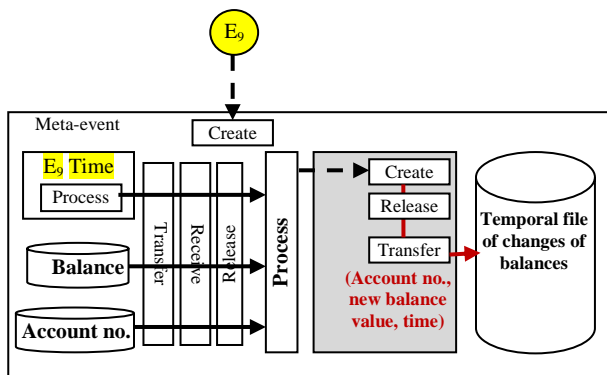 E9
Meta-event
Create
E9 Time
Process
Balance
Account no.
Transfer
Receive
Release
Process
Create
Release
Transfer
(Account no.,
new balance
value, time)
Temporal file
of changes of
balances